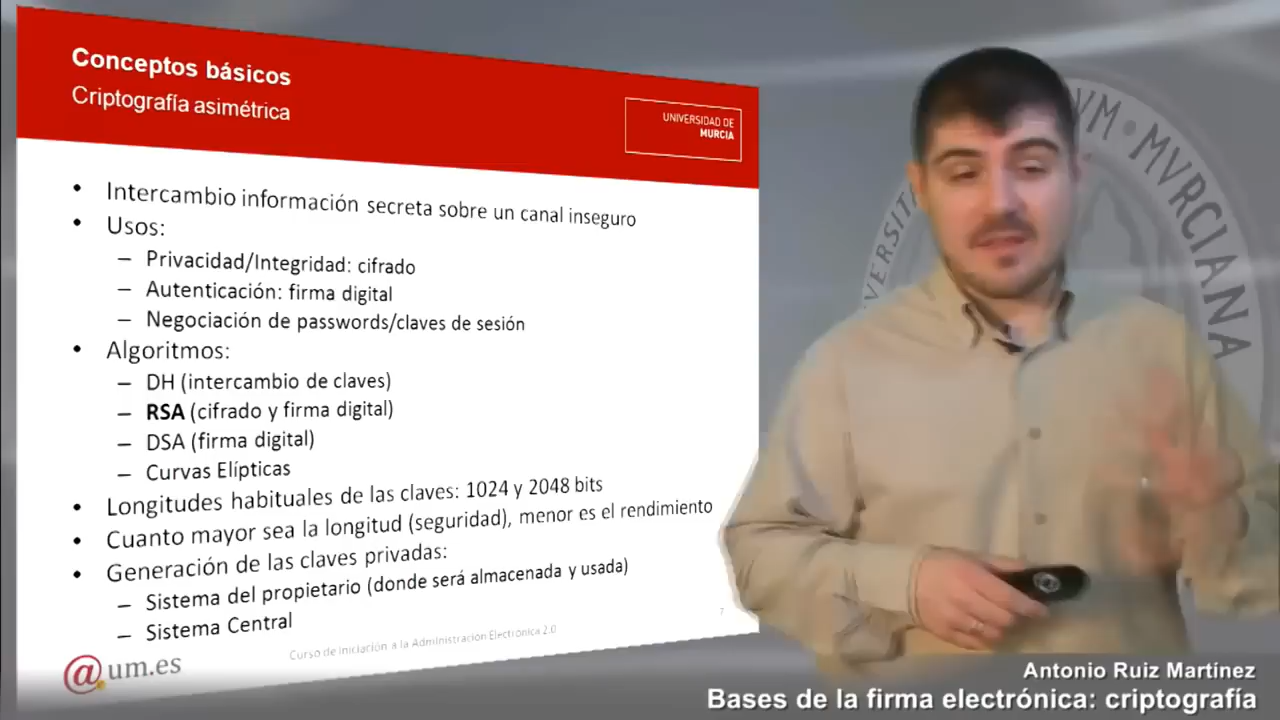 Conceptos básicos
Criptografía asimétrica
UNIVERSIDAD DE
MURCIA
• Intercambio información secreta sobre un canal inseguro
• Usos:
– Privacidad/Integridad: cifrado
– Autenticación: firma digital
– Negociación de passwords/claves de sesión
• Algoritmos:
– DH (intercambio de claves)
– RSA (cifrado y firma digital)
– DSA (firma digital)
– Curvas Elípticas
• Longitudes habituales de las claves: 1024 y 2048 bits
• Cuanto mayor sea la longitud (seguridad), menor es el rendimiento
• Generación de las claves privadas:
– Sistema del propietario (donde será almacenada y usada)
– Sistema Central
Curso de iniciación a la Administración Electrónica 2.0
7
@um.es
MVRCIANA
Antonio Ruiz Martínez
Bases de la firma electrónica: criptografía